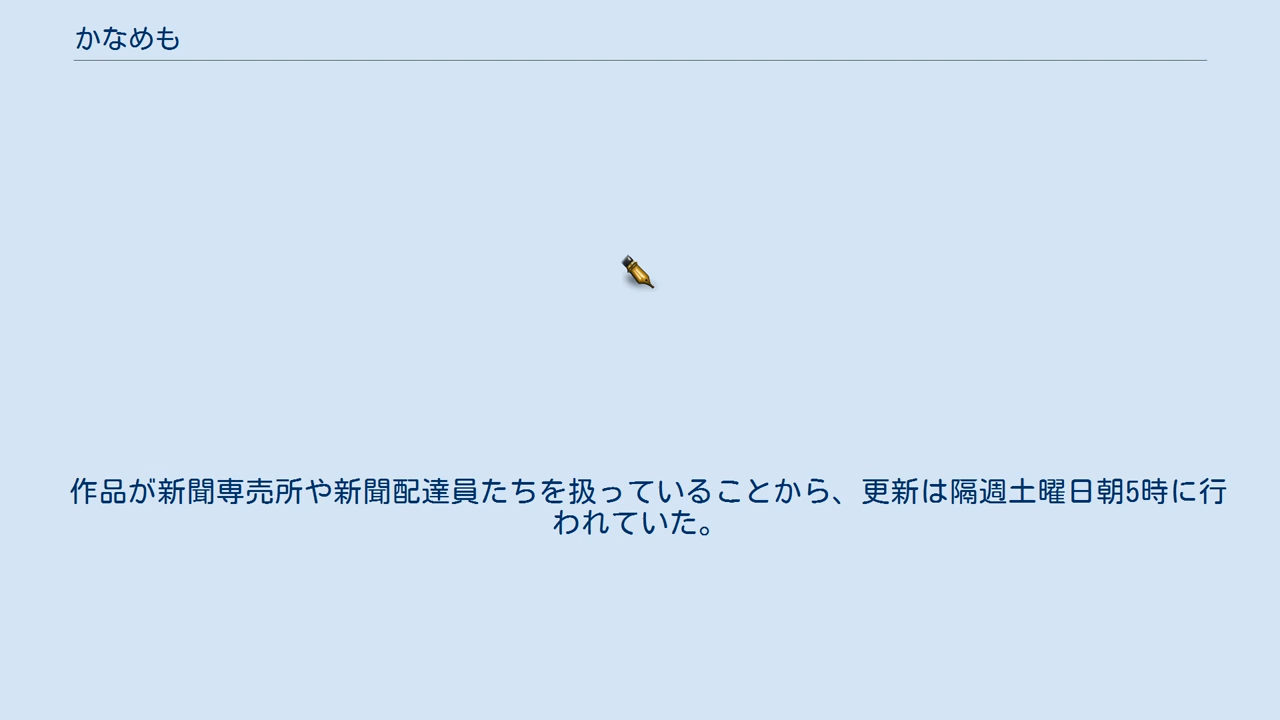 かなめも
作品が新聞専売所や新聞配達員たちを扱っていることから、更新は隔週土曜日朝5時に行
われていた。